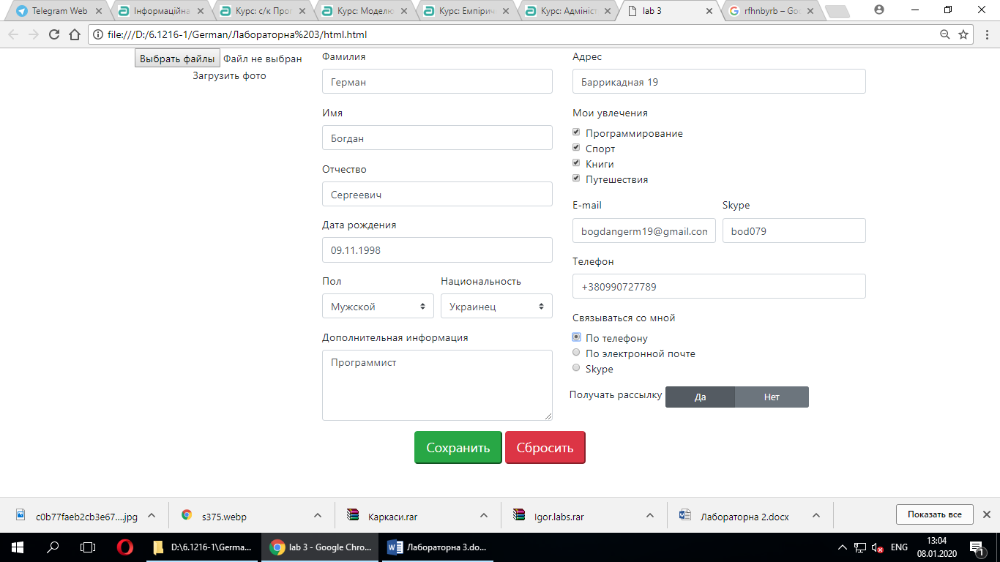 Telegram Web
Інформаційна
Курс: с/к Прог
Курс: Модели
Курс: Емпірич
Курс: Адмініст
lab 3
rfhnbyrb – Goo
file:///D:/6.1216-1/German/Лабораторна%203/html.html
Выбрать файлы Файл не выбран
Загрузить фото
Фамилия
Герман
Имя
Богдан
Отчество
Сергеевич
Дата рождения
09.11.1998
Пол Национальность
Мужской Украинец
Дополнительная информация
Программист
Адрес
Баррикадная 19
Мои увлечения
Программирование
Спорт
Книги
Путешествия
E-mail Skype
bogdangerm19@gmail.com bod079
Телефон
+380990727789
Связываться со мной
По телефону
По электронной почте
Skype
Получать рассылку Да Нет
Сохранить Сбросить
c0b77faeb2cb3e67....jpg
s375.webp
Каркаси.rar
Igor.labs.rar
Лабораторна 2.docx
Показать все
D:\6.1216-1\Germa...
lab 3 - Google Chro...
Лабораторна 3.do...
ENG
13:04
08.01.2020
1